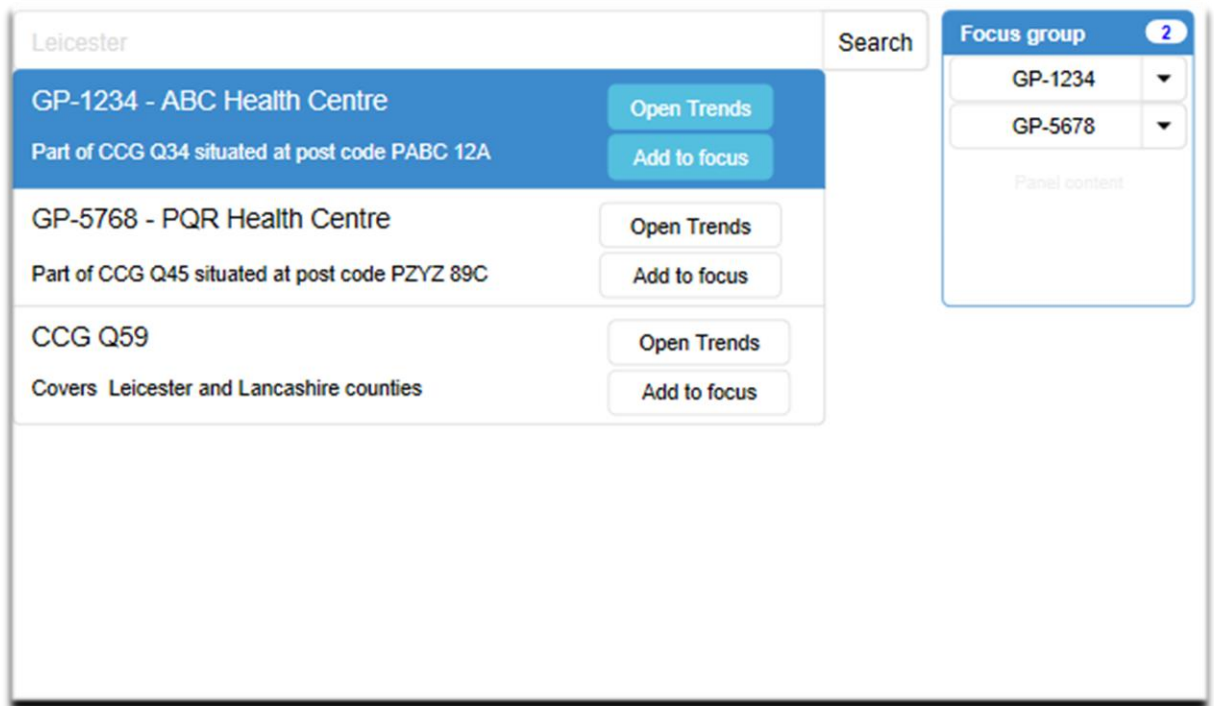 Leicester
Search
GP-1234 - ABC Health Centre
Open Trends
Part of CCG Q34 situated at post code PABC 12A
Add to focus
GP-5768 - PQR Health Centre
Open Trends
Part of CCG Q45 situated at post code PZYZ 89C
Add to focus
CCG Q59
Open Trends
Covers Leicester and Lancashire counties
Add to focus
Focus group 2
GP-1234
GP-5678
Panel content